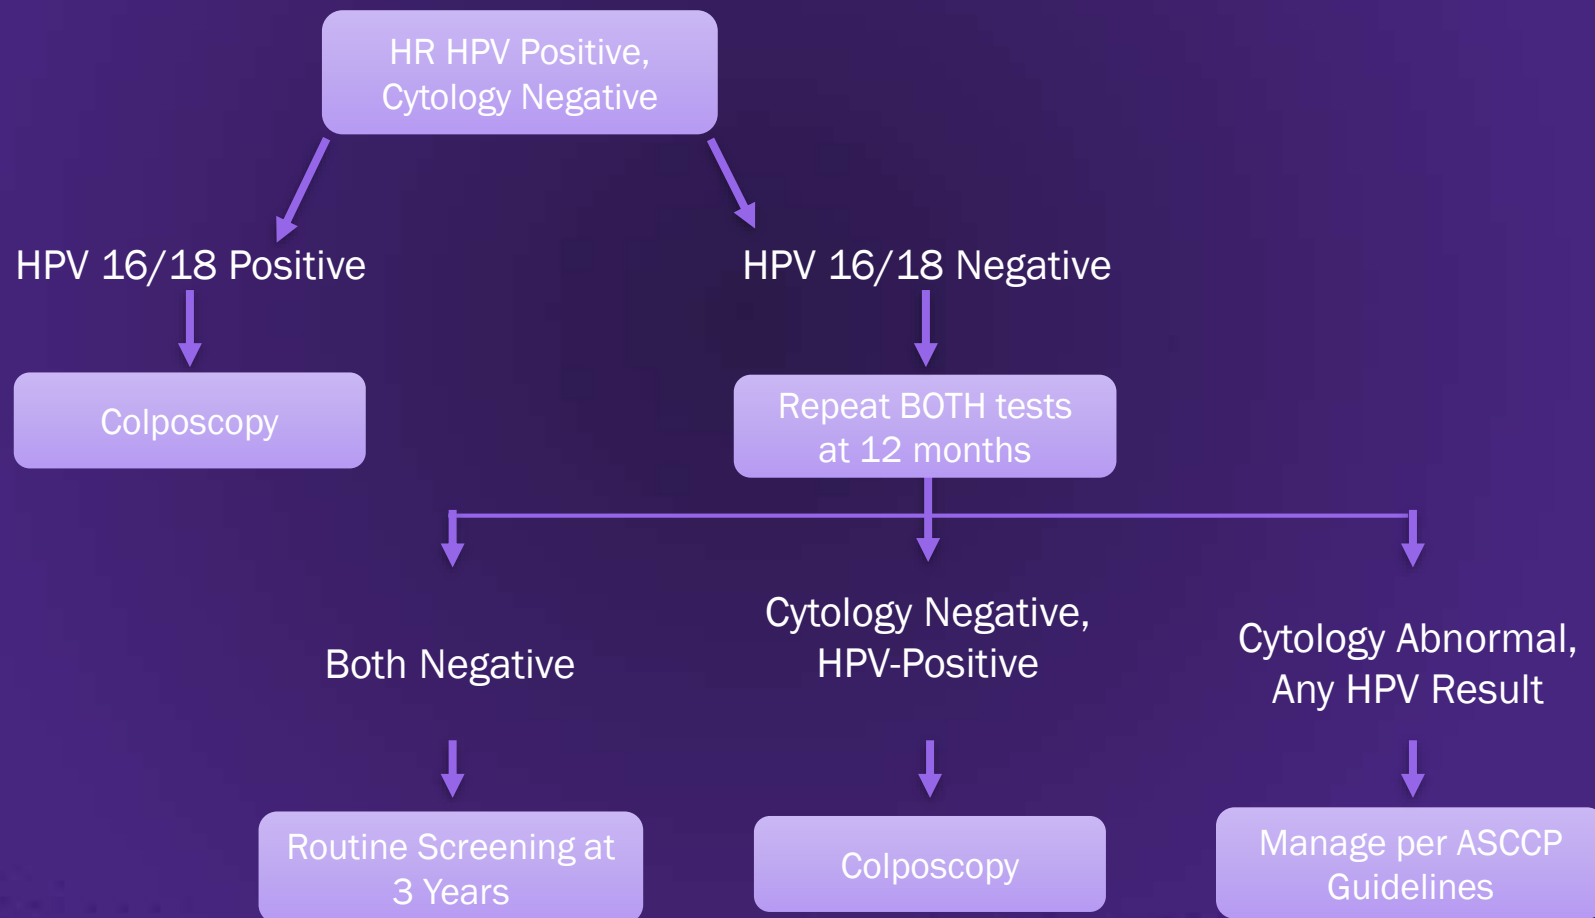 HR HPV Positive,
Cytology Negative
HPV 16/18 Positive
HPV 16/18 Negative
Colposcopy
Repeat BOTH tests
at 12 months
Both Negative
Cytology Negative,
HPV-Positive
Cytology Abnormal,
Any HPV Result
Routine Screening at
3 Years
Colposcopy
Manage per ASCCP
Guidelines